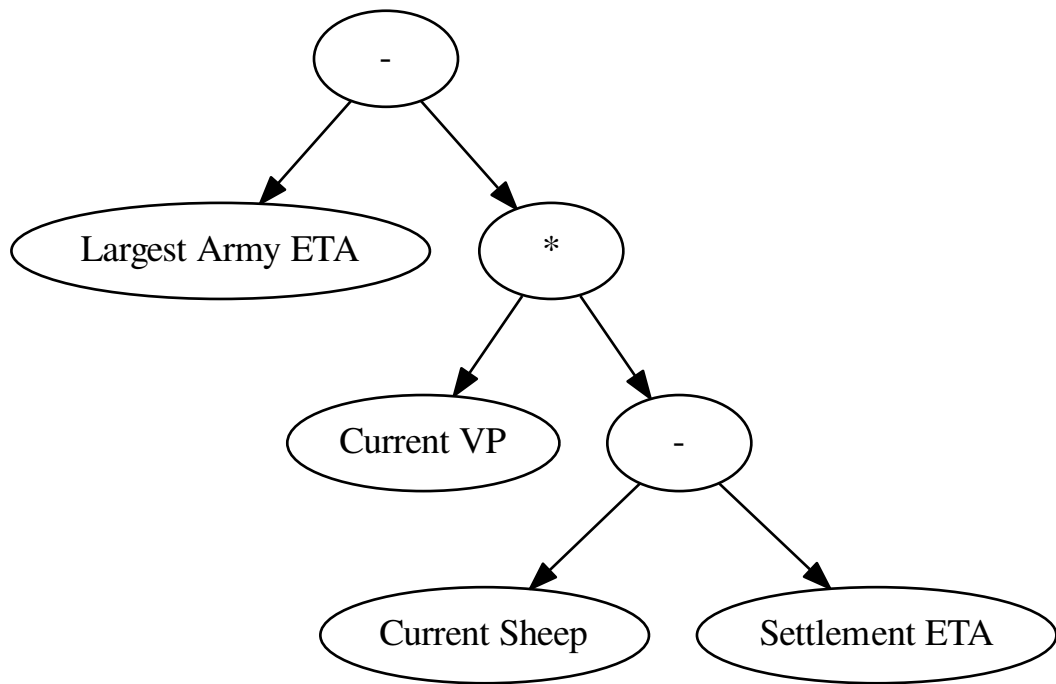 -
Largest Army ETA
*
Current VP
-
Current Sheep
Settlement ETA